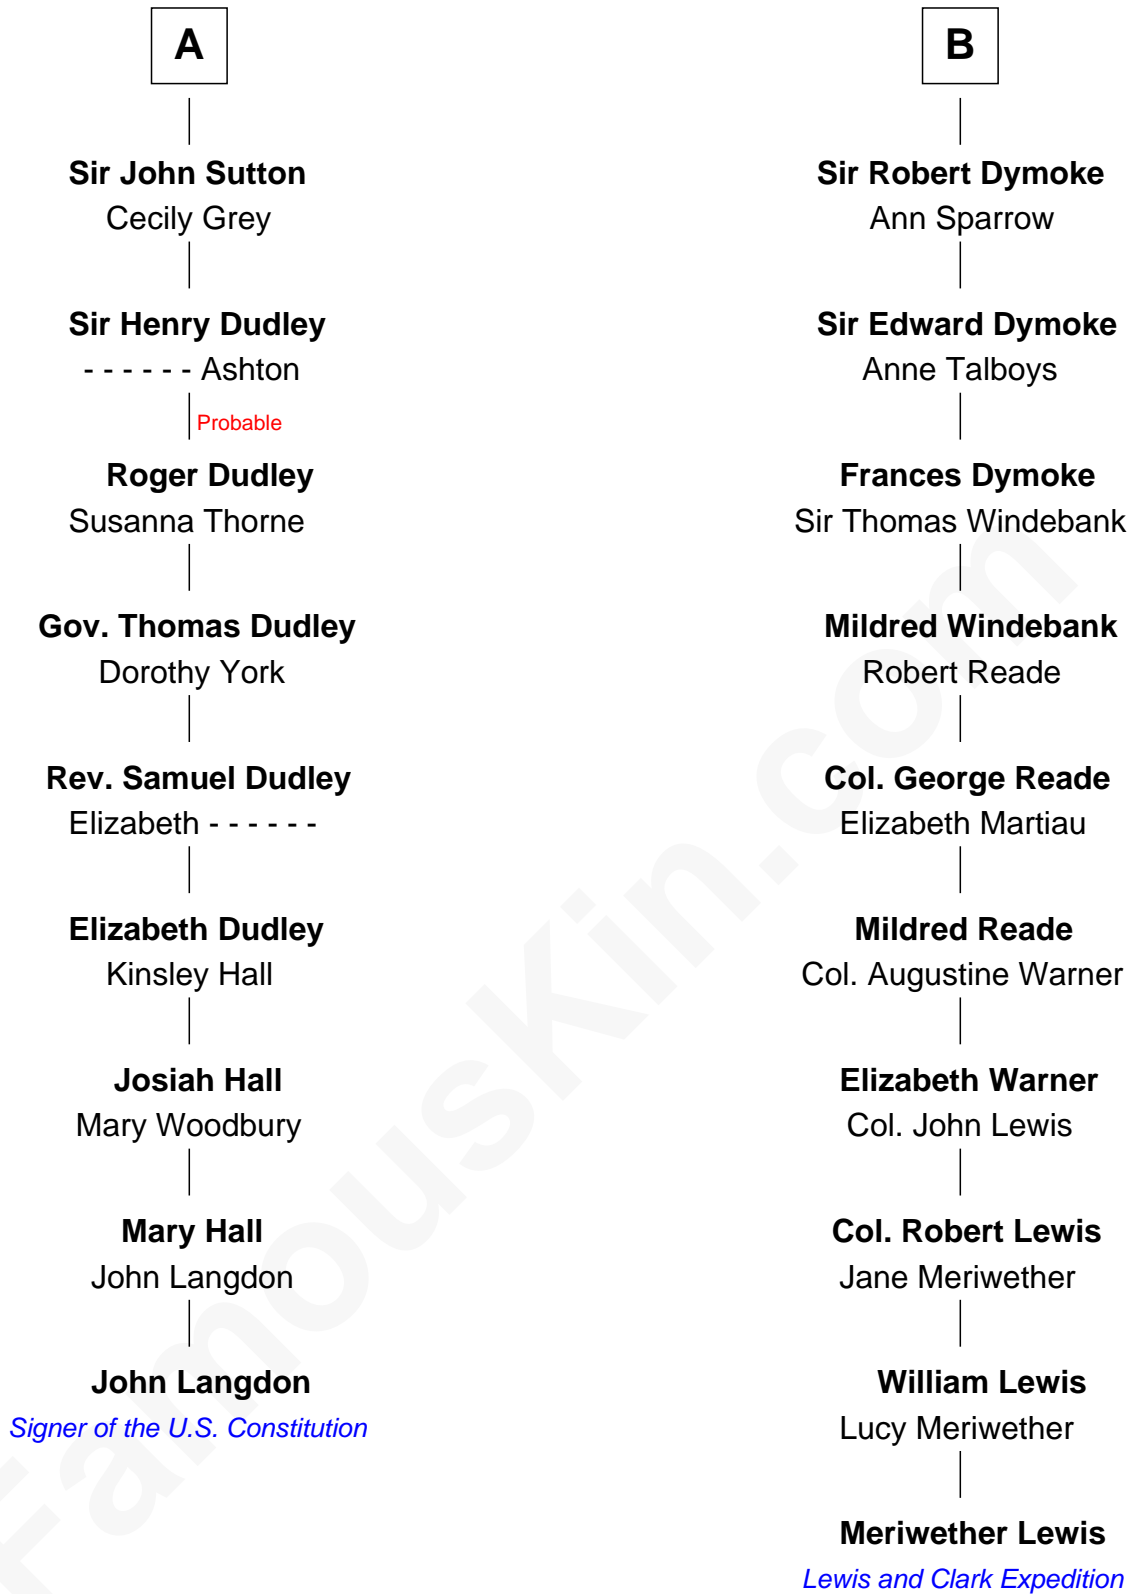 A
Sir John Sutton
Cecily Grey
Sir Henry Dudley
- - - - - - Ashton
Probable
Roger Dudley
Susanna Thorne
Gov. Thomas Dudley
Dorothy York
Rev. Samuel Dudley
Elizabeth - - - - - -
Elizabeth Dudley
Kinsley Hall
Josiah Hall
Mary Woodbury
Mary Hall
John Langdon
John Langdon
Signer of the U.S. Constitution
B
Sir Robert Dymoke
Ann Sparrow
Sir Edward Dymoke
Anne Talboys
Frances Dymoke
Sir Thomas Windebank
Mildred Windebank
Robert Reade
Col. George Reade
Elizabeth Martiau
Mildred Reade
Col. Augustine Warner
Elizabeth Warner
Col. John Lewis
Col. Robert Lewis
Jane Meriwether
William Lewis
Lucy Meriwether
Meriwether Lewis
Lewis and Clark Expedition
FamousKin.com